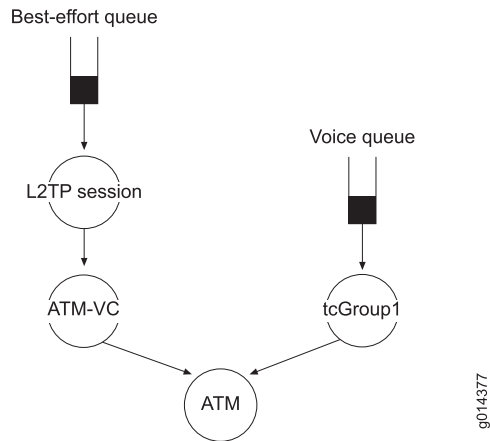 Best-effort queue
Voice queue
L2TP session
ATM-VC
tcGroup1
ATM
g014377